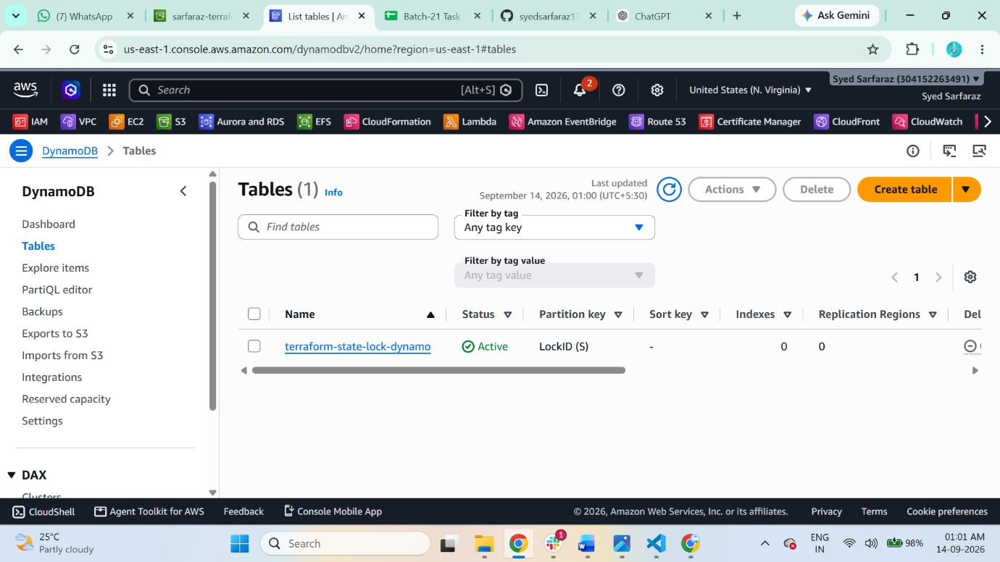 (7) WhatsApp
sarfaraz-terrafo
List tables | An
Batch-21 Task
syedsarfaraz17
ChatGPT
Ask Gemini
us-east-1.console.aws.amazon.com/dynamodbv2/home?region=us-east-1#tables
aws
Search
[Alt+S]
2
United States (N. Virginia)
Syed Sarfaraz (304152263491)
Syed Sarfaraz
IAM
VPC
EC2
S3
Aurora and RDS
EFS
CloudFormation
Lambda
Amazon EventBridge
Route 53
Certificate Manager
CloudFront
CloudWatch
DynamoDB
Tables
DynamoDB
Dashboard
Tables
Explore items
PartiQL editor
Backups
Exports to S3
Imports from S3
Integrations
Reserved capacity
Settings
DAX
Clusters
Tables (1)
Info
Last updated
September 14, 2026, 01:00 (UTC+5:30)
Actions
Delete
Create table
Find tables
Filter by tag
Any tag key
Filter by tag value
Any tag value
1
Name
Status
Partition key
Sort key
Indexes
Replication Regions
Del
terraform-state-lock-dynamo
Active
LockID (S)
-
0
0
CloudShell
Agent Toolkit for AWS
Feedback
Console Mobile App
© 2026, Amazon Web Services, Inc. or its affiliates.
Privacy
Terms
Cookie preferences
25°C
Partly cloudy
Search
1
ENG
IN
98%
01:01 AM
14-09-2026